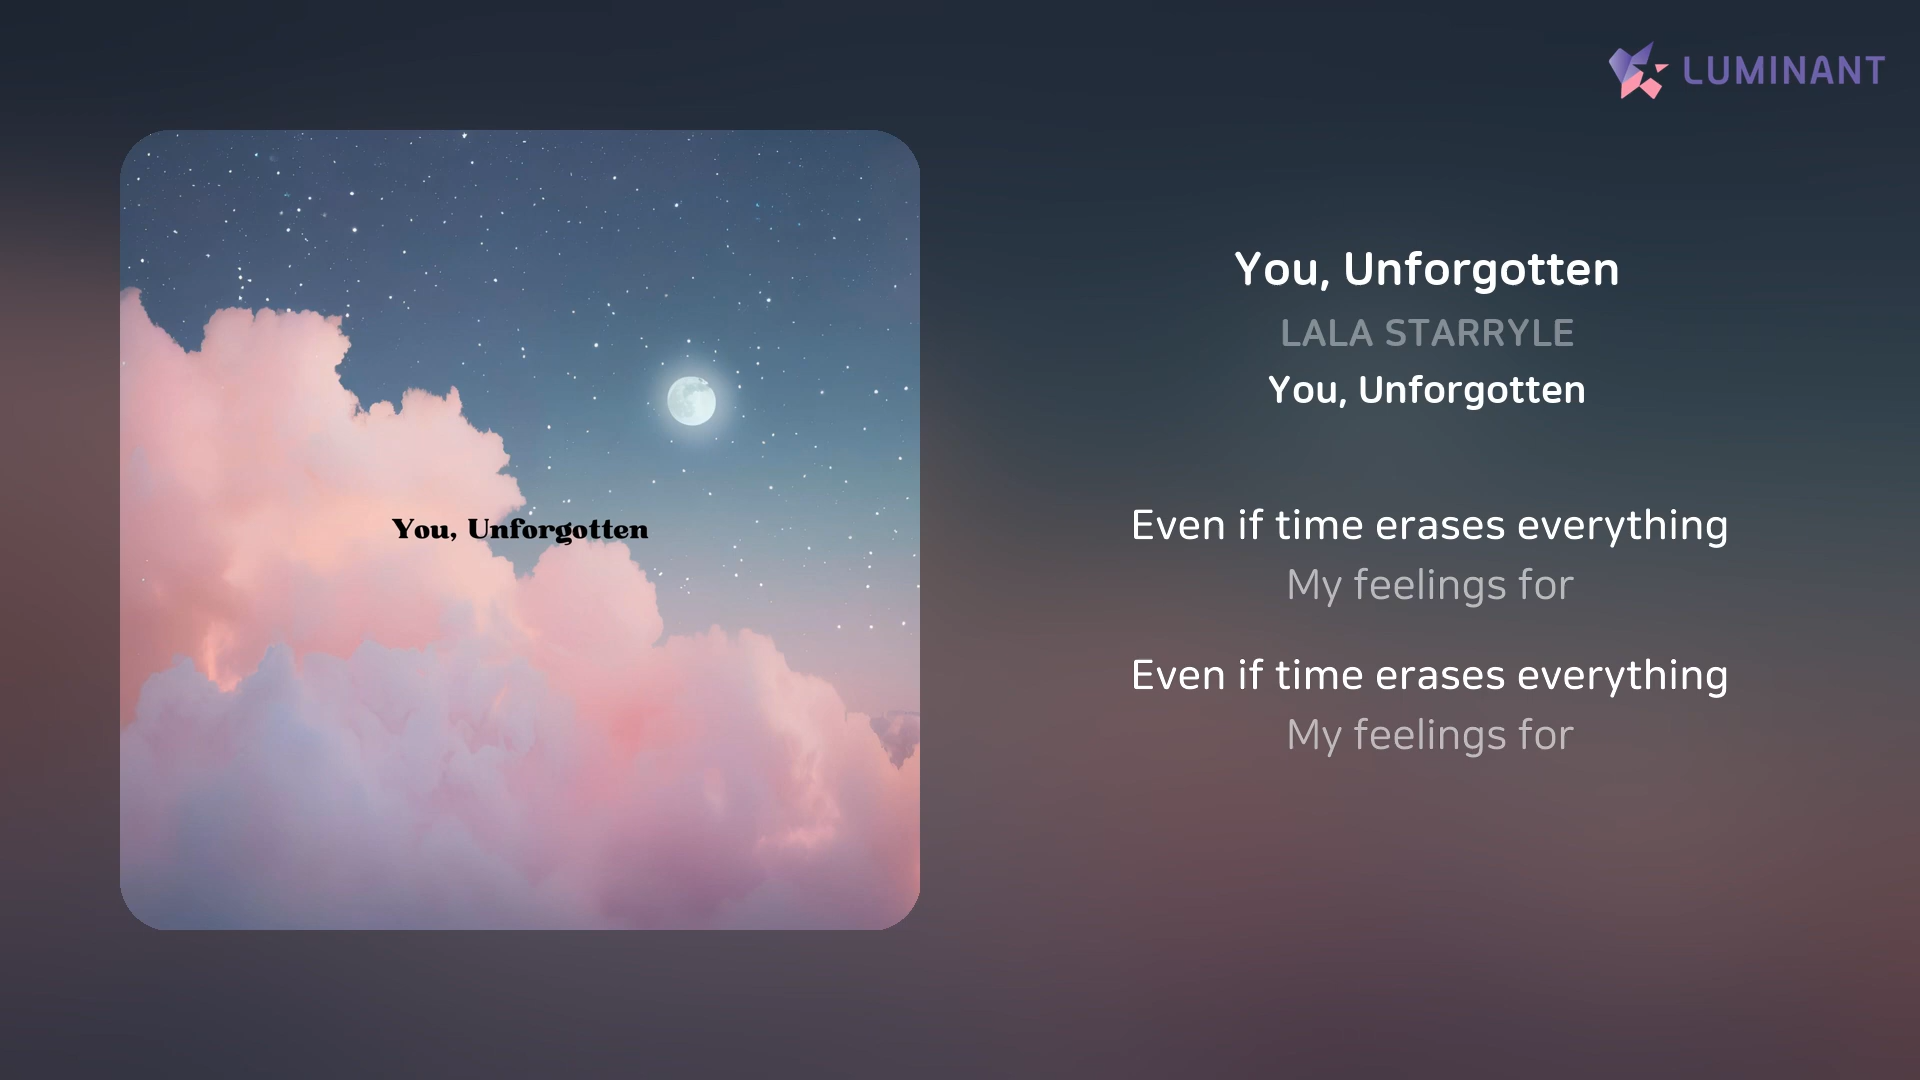 LUMINANT
You, Unforgotten
You, Unforgotten
LALA STARRYLE
You, Unforgotten
Even if time erases everything
My feelings for
Even if time erases everything
My feelings for